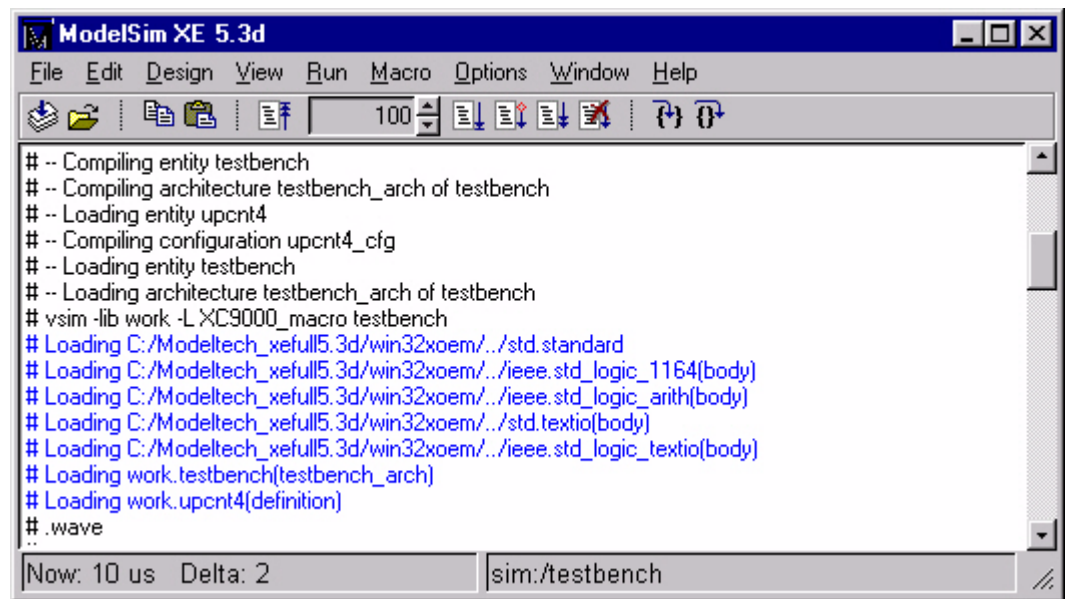 ModelSim XE 5.3d
File Edit Design View Run Macro Options Window Help
100
# -- Compiling entity testbench
# -- Compiling architecture testbench_arch of testbench
# -- Loading entity upcnt4
# -- Compiling configuration upcnt4_cfg
# -- Loading entity testbench
# -- Loading architecture testbench_arch of testbench
# vsim -lib work -L XC9000_macro testbench
# Loading C:/Modeltech_xefull5.3d/win32xoem/../std.standard
# Loading C:/Modeltech_xefull5.3d/win32xoem/../ieee.std_logic_1164(body)
# Loading C:/Modeltech_xefull5.3d/win32xoem/../ieee.std_logic_arith(body)
# Loading C:/Modeltech_xefull5.3d/win32xoem/../std.textio(body)
# Loading C:/Modeltech_xefull5.3d/win32xoem/../ieee.std_logic_textio(body)
# Loading work.testbench(testbench_arch)
# Loading work.upcnt4(definition)
# .wave
Now: 10 us Delta: 2 sim:/testbench